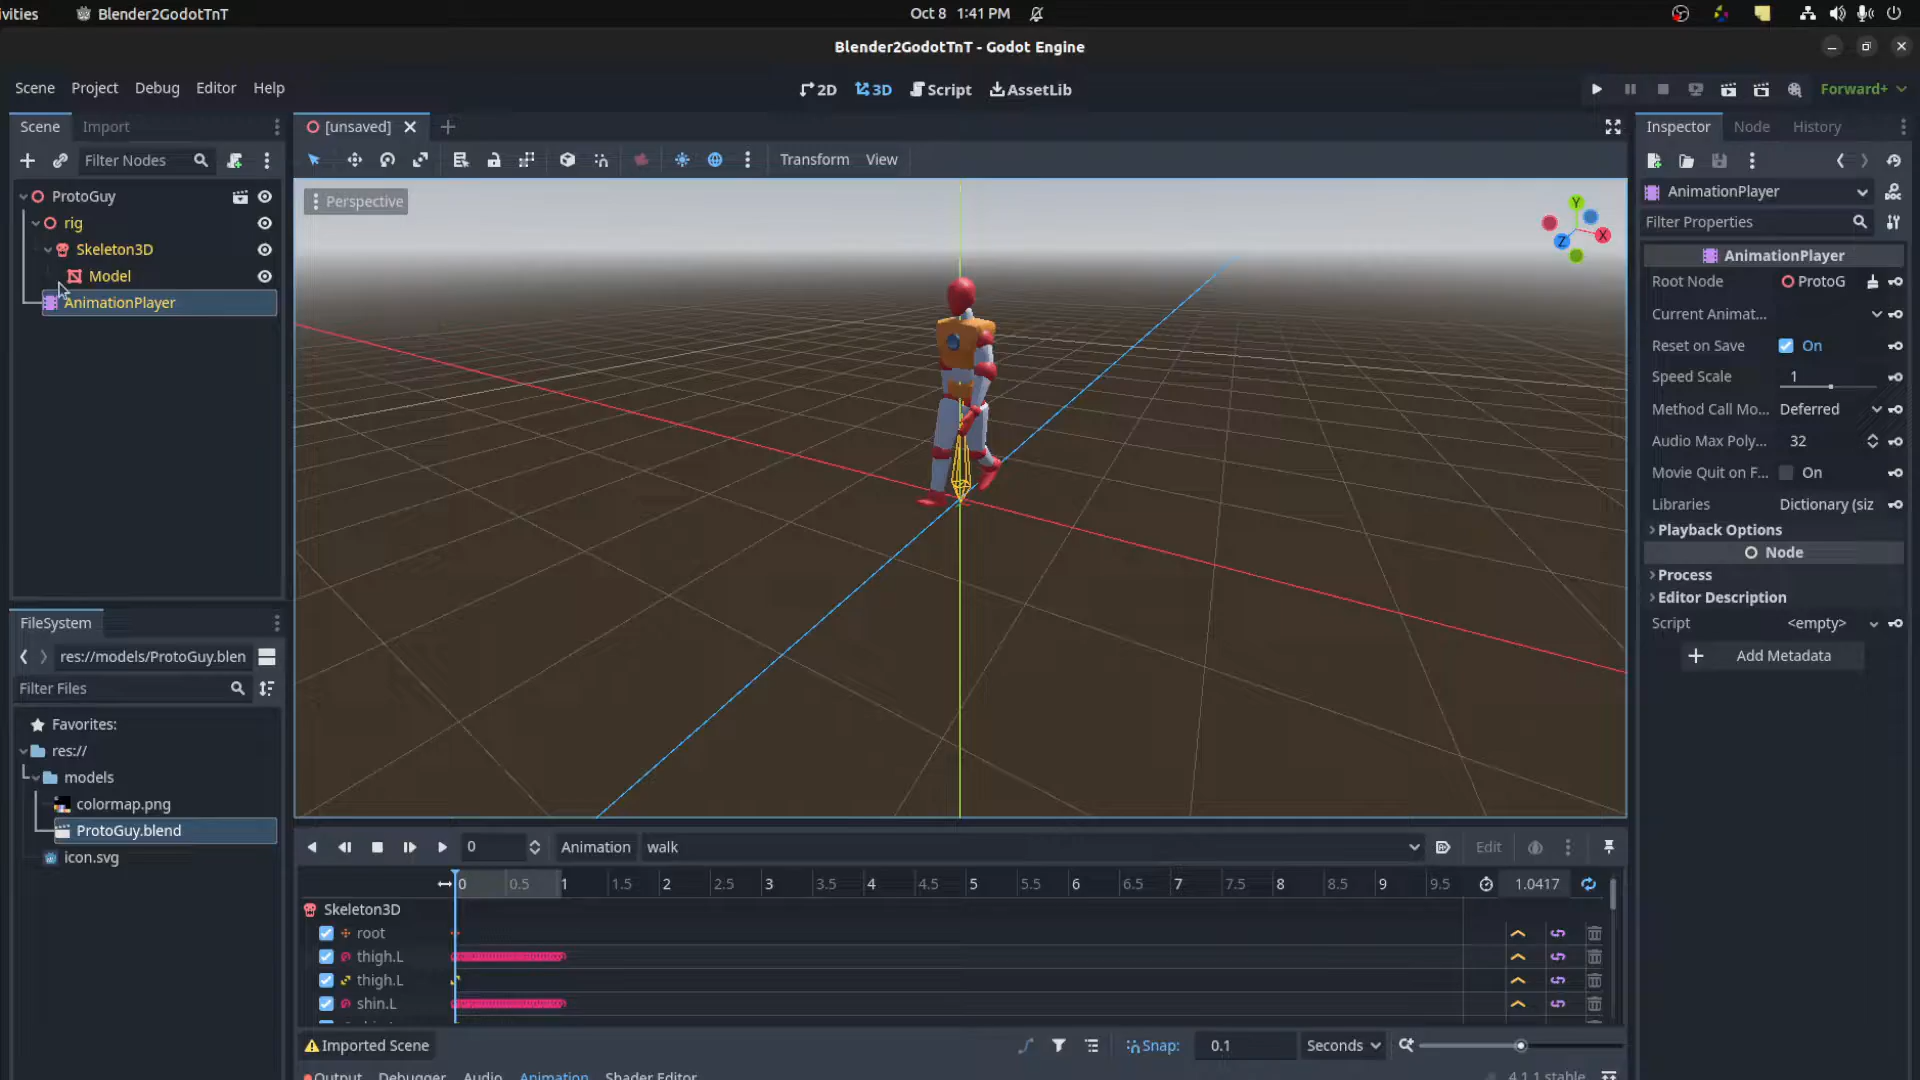 ivities
Blender2GodotTnT
Oct 8 1:41 PM
Blender2GodotTnT - Godot Engine
Scene Project Debug Editor Help
2D 3D Script AssetLib
Forward+
Scene Import
[unsaved]
Inspector Node History
Filter Nodes
Transform View
ProtoGuy
rig
Skeleton3D
Model
AnimationPlayer
Perspective
Y
X
Z
AnimationPlayer
Filter Properties
AnimationPlayer
Root Node ProtoG
Current Animat...
Reset on Save On
Speed Scale 1
Method Call Mo... Deferred
Audio Max Poly... 32
Movie Quit on F... On
Libraries Dictionary (siz
Playback Options
Node
Process
Editor Description
Script <empty>
Add Metadata
FileSystem
res://models/ProtoGuy.blen
Filter Files
Favorites:
res://
models
colormap.png
ProtoGuy.blend
icon.svg
0 Animation walk Edit
0 0.5 1 1.5 2 2.5 3 3.5 4 4.5 5 5.5 6 6.5 7 7.5 8 8.5 9 9.5 1.0417
Skeleton3D
root
thigh.L
thigh.L
shin.L
Imported Scene
Snap: 0.1 Seconds
Output Debugger Audio Animation Shader Editor 4.1.1.stable